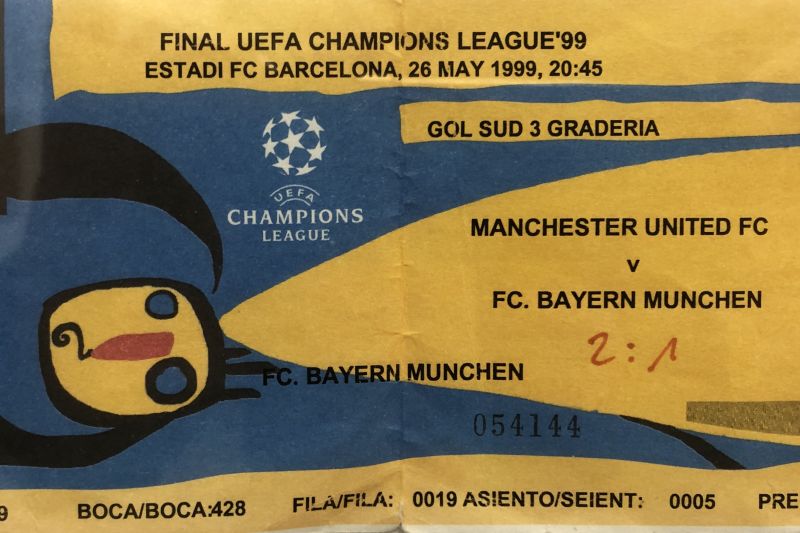 FINAL UEFA CHAMPIONS LEAGUE'99
ESTADI FC BARCELONA, 26 MAY 1999, 20:45
GOL SUD 3 GRADERIA
UEFA
CHAMPIONS
LEAGUE
MANCHESTER UNITED FC
v
FC. BAYERN MUNCHEN
2:1
FC. BAYERN MUNCHEN
054144
9 BOCA/BOCA:428 FILA/FILA: 0019 ASIENTO/SEIENT: 0005 PRE